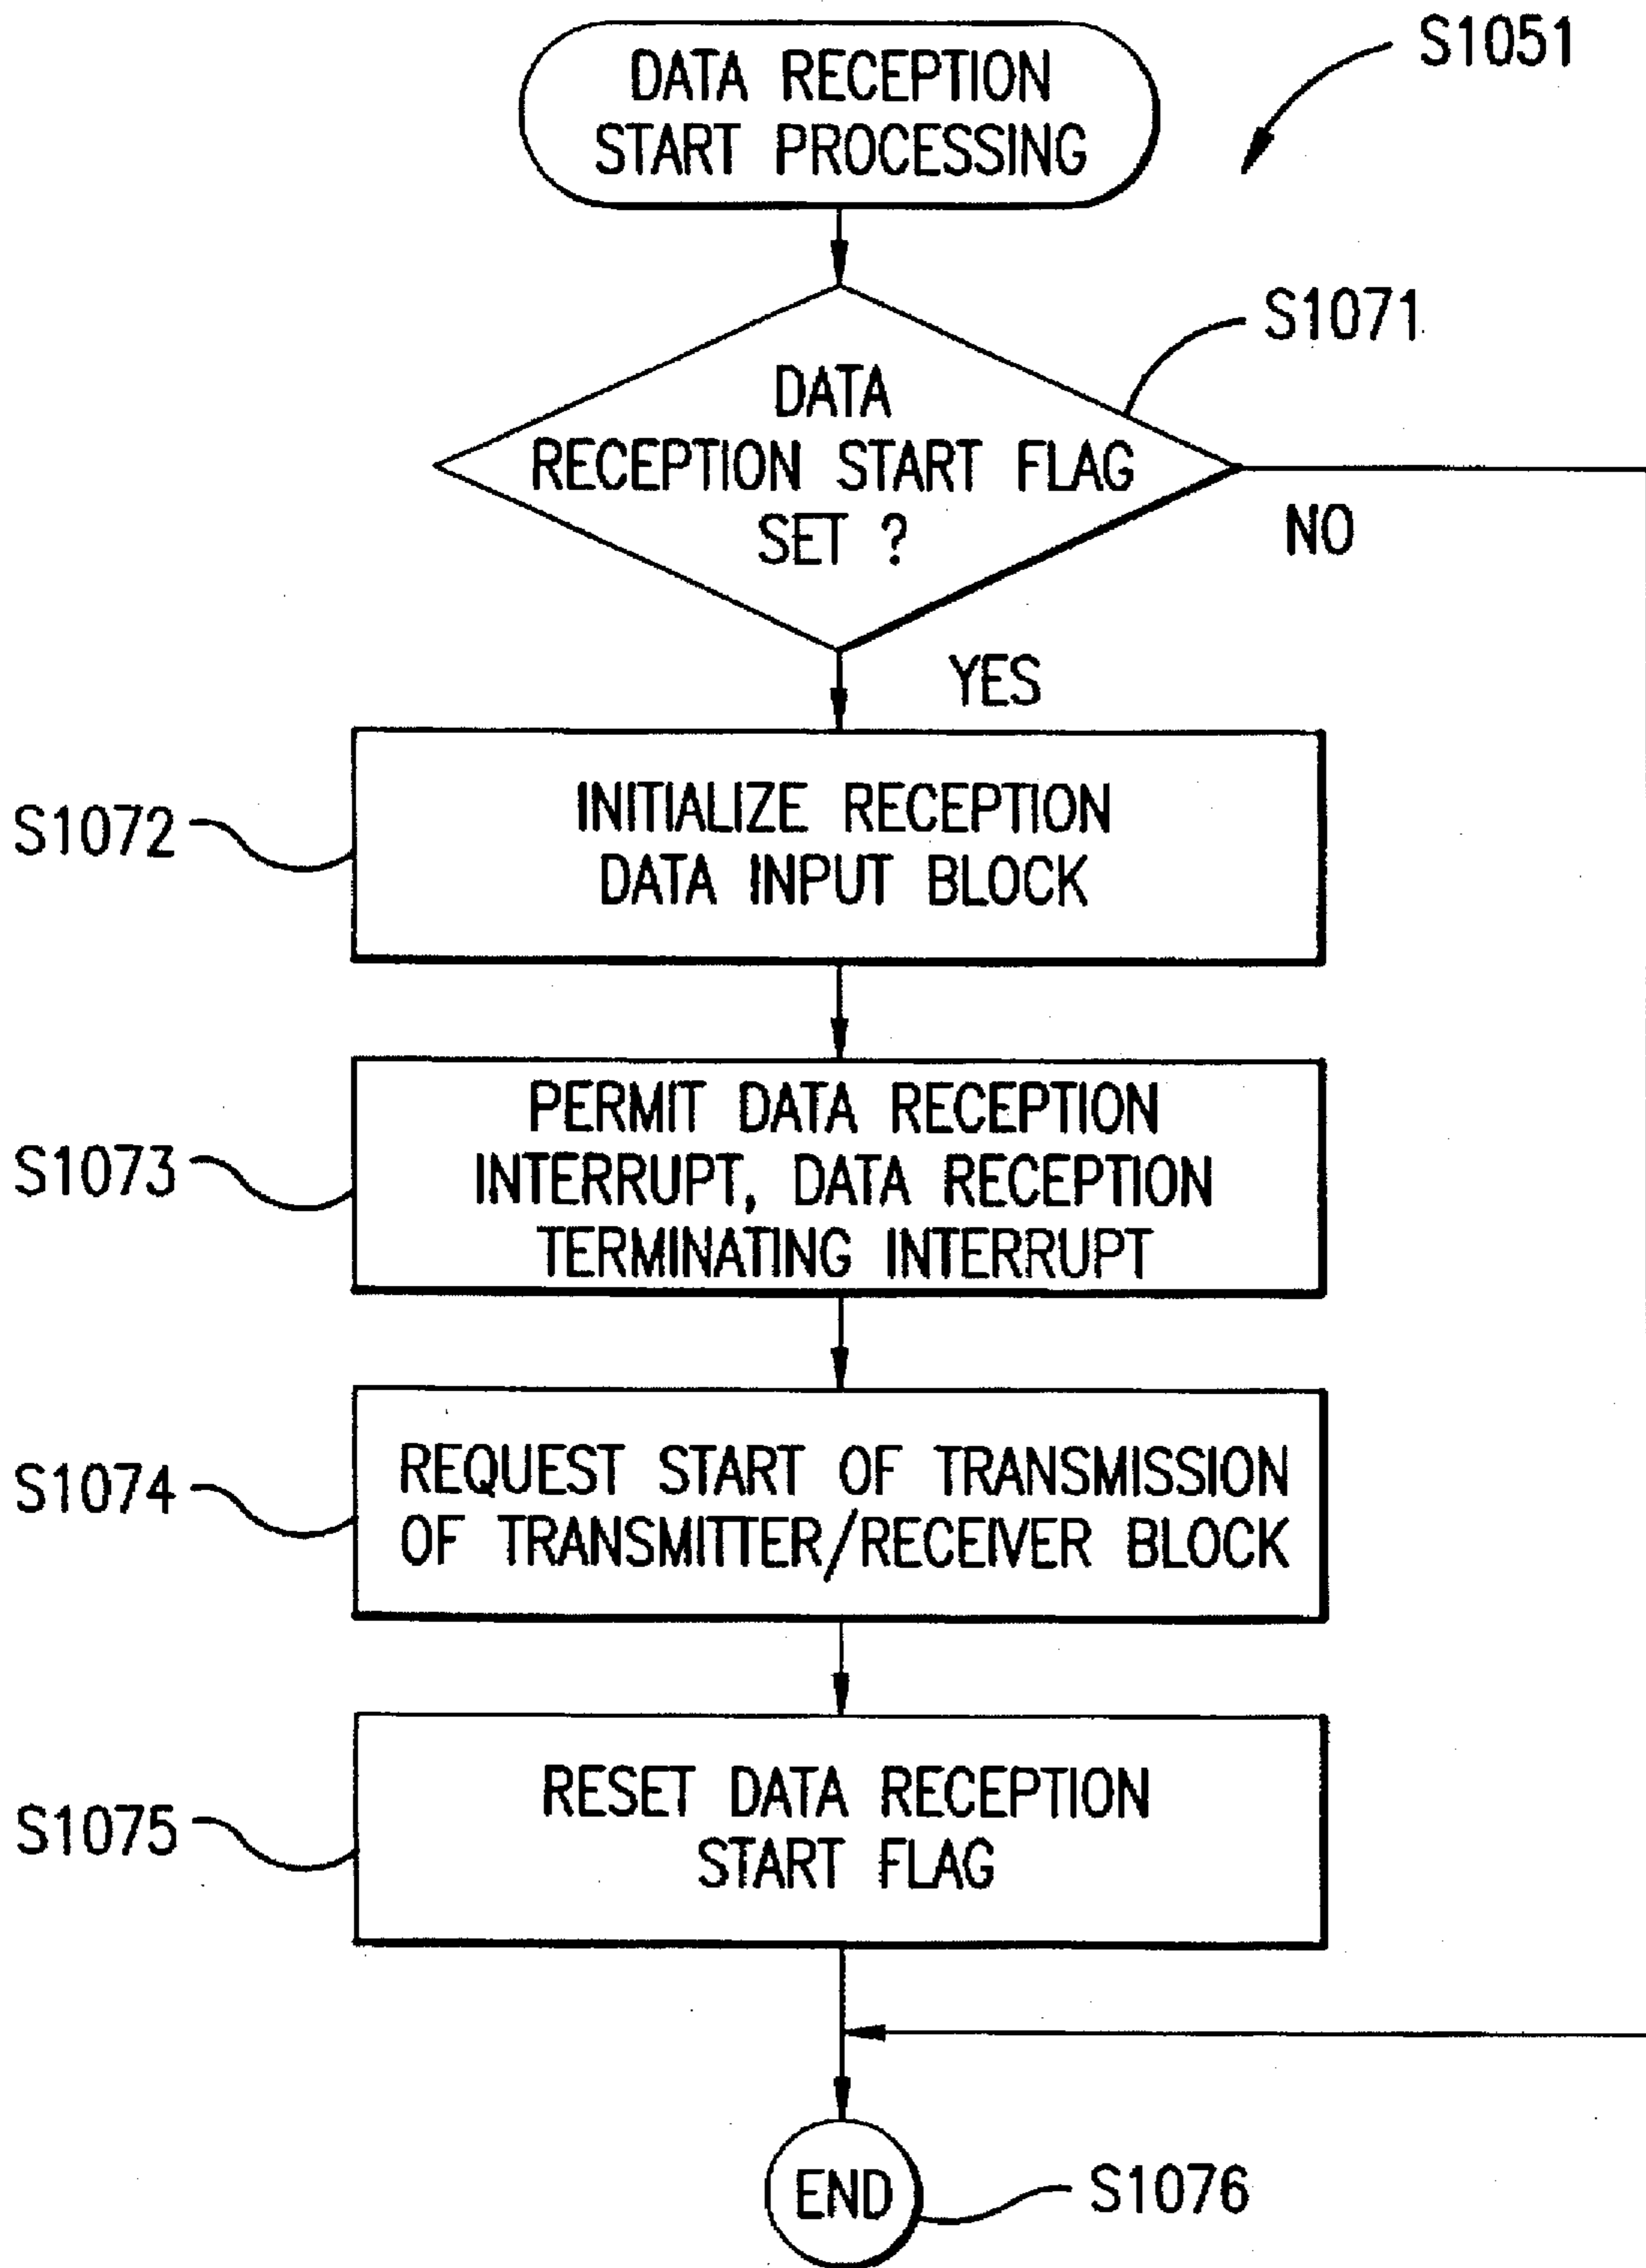 DATA RECEPTION
START PROCESSING
S1051
S1071
DATA
RECEPTION START FLAG
SET ?
NO
YES
S1072
INITIALIZE RECEPTION
DATA INPUT BLOCK
S1073
PERMIT DATA RECEPTION
INTERRUPT, DATA RECEPTION
TERMINATING INTERRUPT
S1074
REQUEST START OF TRANSMISSION
OF TRANSMITTER/RECEIVER BLOCK
S1075
RESET DATA RECEPTION
START FLAG
END
S1076